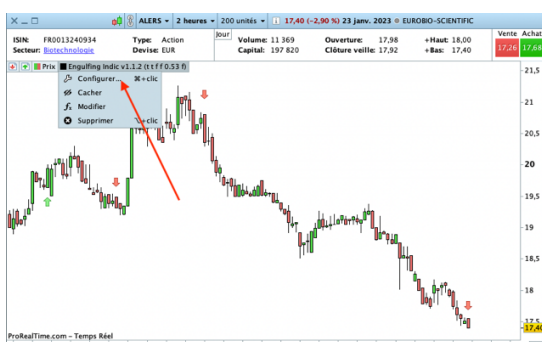 ALERS 2 heures 200 unités 17,40 (-2,90 %) 23 janv. 2023 EUROBIO-SCIENTIFIC
ISIN: FR0013240934 Type: Action Jour Volume: 11 369 Ouverture: 17,98 +Haut: 18,00 Vente Achat
Secteur: Biotechnologie Devise: EUR Capital: 197 820 Clôture veille: 17,92 +Bas: 17,40 17,26 17,68
Prix Engulfing Indic v1.1.2 (t t f f 0.53 f)
Configurer... ⌘+clic
Cacher
Modifier
Supprimer ⌥+clic
21,5
21
20,5
20
19,5
19
18,5
18
17,5
17,40
ProRealTime.com - Temps Réel